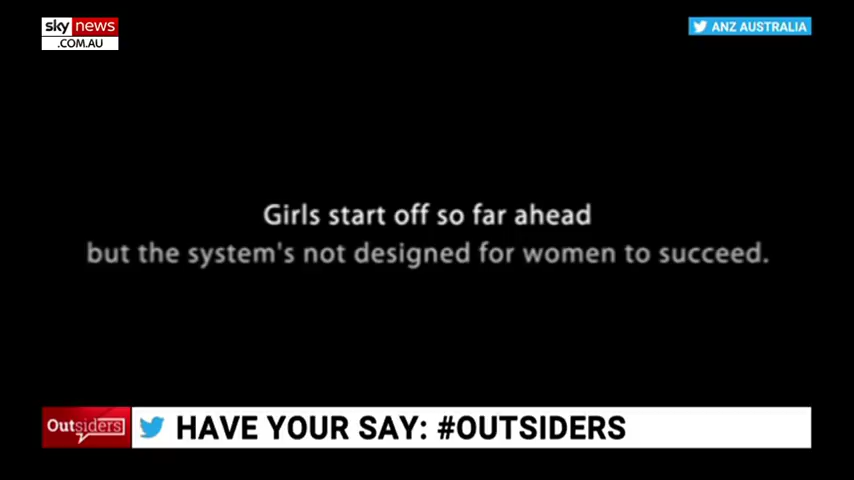 sky news
.COM.AU
ANZ AUSTRALIA
Girls start off so far ahead
but the system's not designed for women to succeed.
Outsiders
HAVE YOUR SAY: #OUTSIDERS